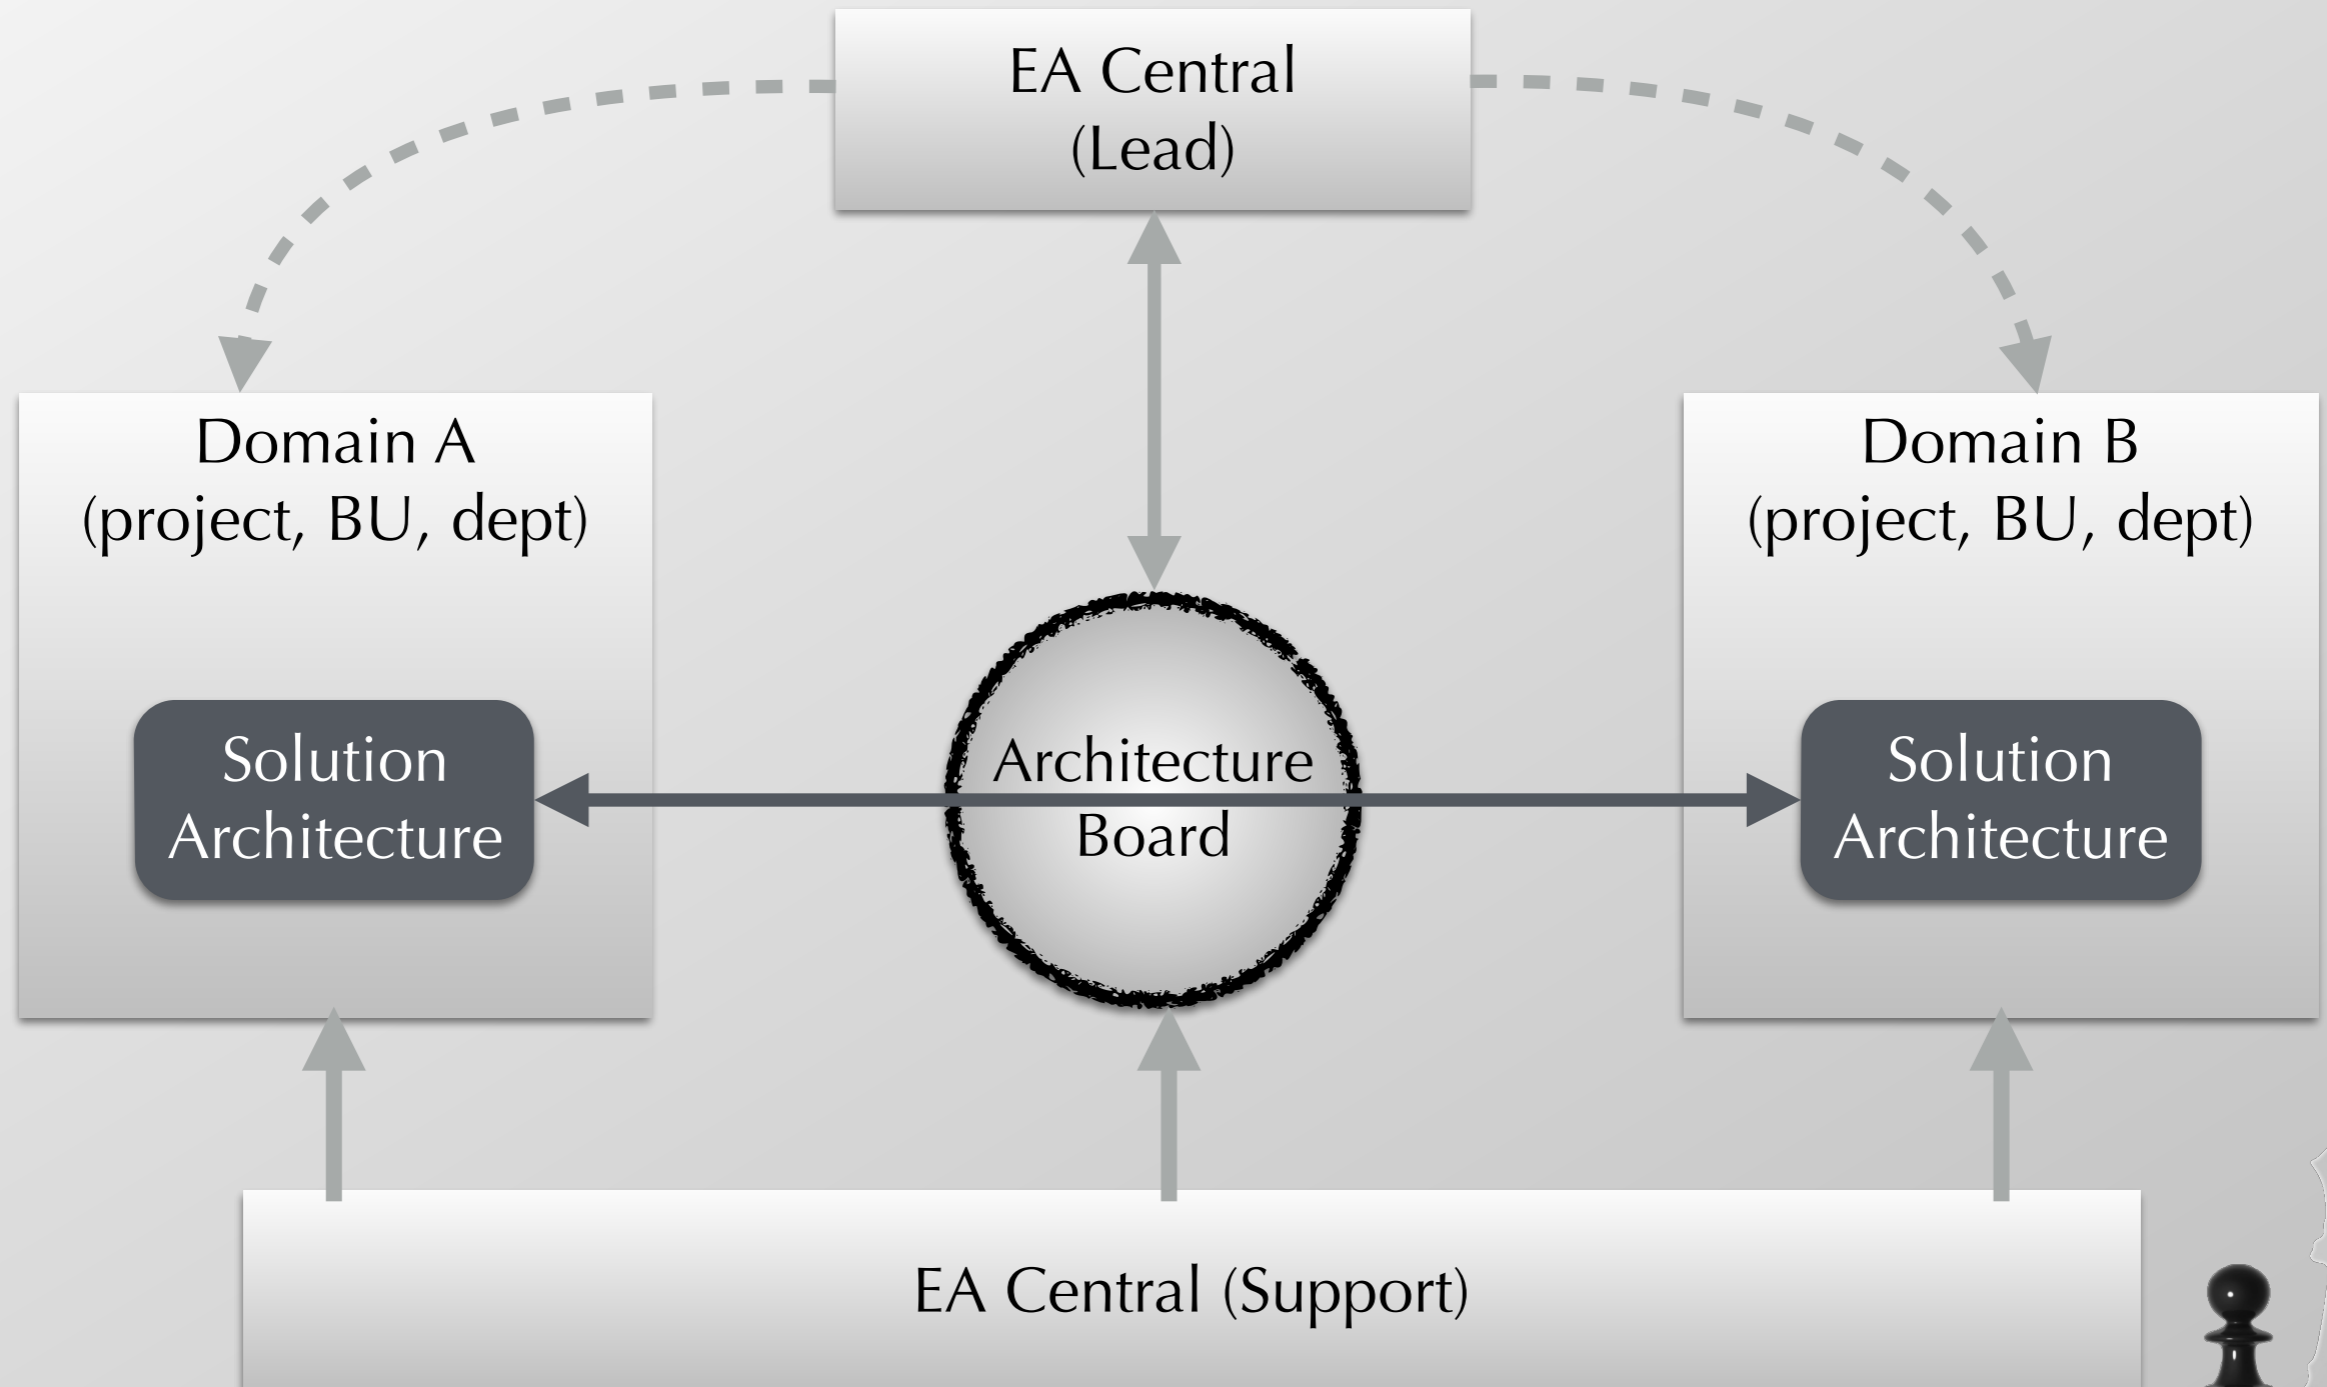 EA Central
(Lead)
Domain A
(project, BU, dept)
Domain B
(project, BU, dept)
Solution
Architecture
Architecture
Board
Solution
Architecture
EA Central (Support)